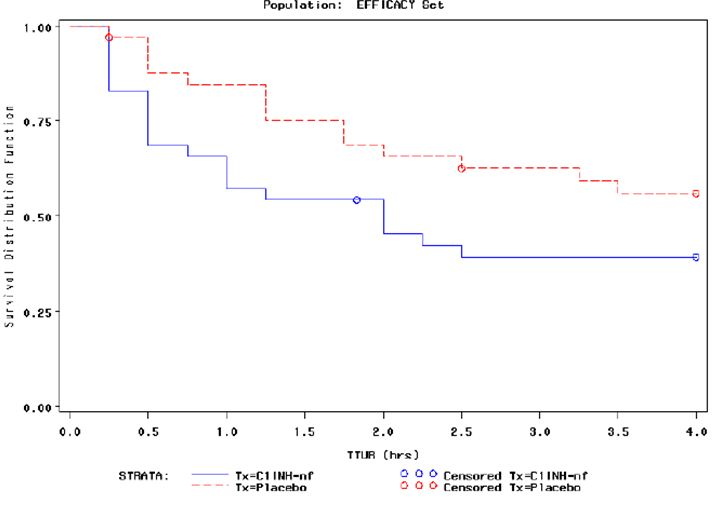 Population: EFFICACY Set
Survival Distribution Function
1.00
0.75
0.50
0.25
0.00
0.0 0.5 1.0 1.5 2.0 2.5 3.0 3.5 4.0
TTUR (hrs)
STRATA: Tx=C1INH-nf Censored Tx=C1INH-nf
Tx=Placebo Censored Tx=Placebo